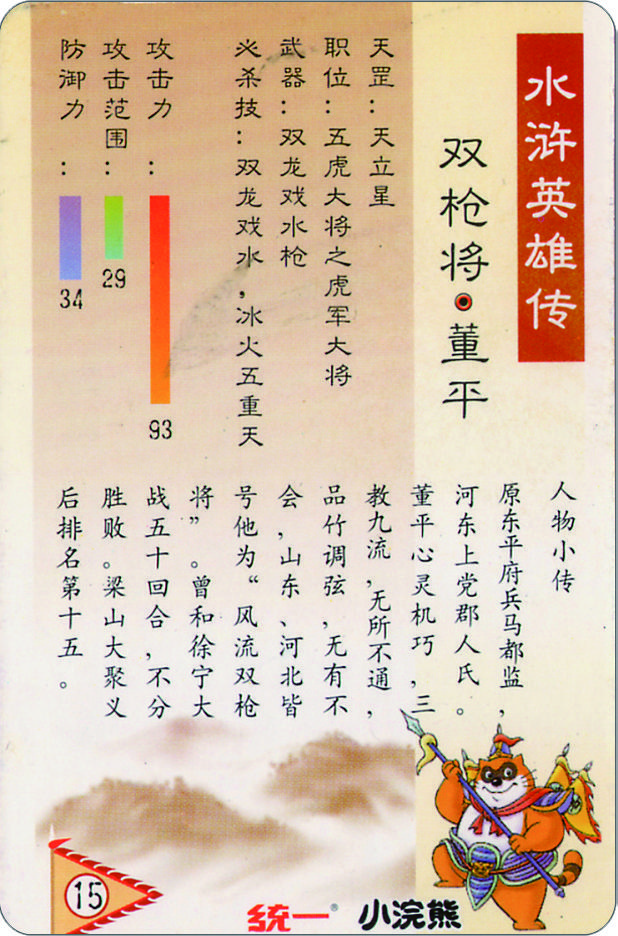 水浒英雄传
双枪将·董平
天罡：天立星
职位：五虎大将之虎军大将
武器：双龙戏水枪
必杀技：双龙戏水，冰火五重天
攻击力：
93
攻击范围：
29
防御力：
34
人物小传
原东平府兵马都监，
河东上党郡人氏。
董平心灵机巧，三
教九流，无所不通，
品竹调弦，无有不
会，山东、河北皆
号他为“风流双枪
将”。曾和徐宁大
战五十回合，不分
胜败。梁山大聚义
后排名第十五。
15
统一® 小浣熊